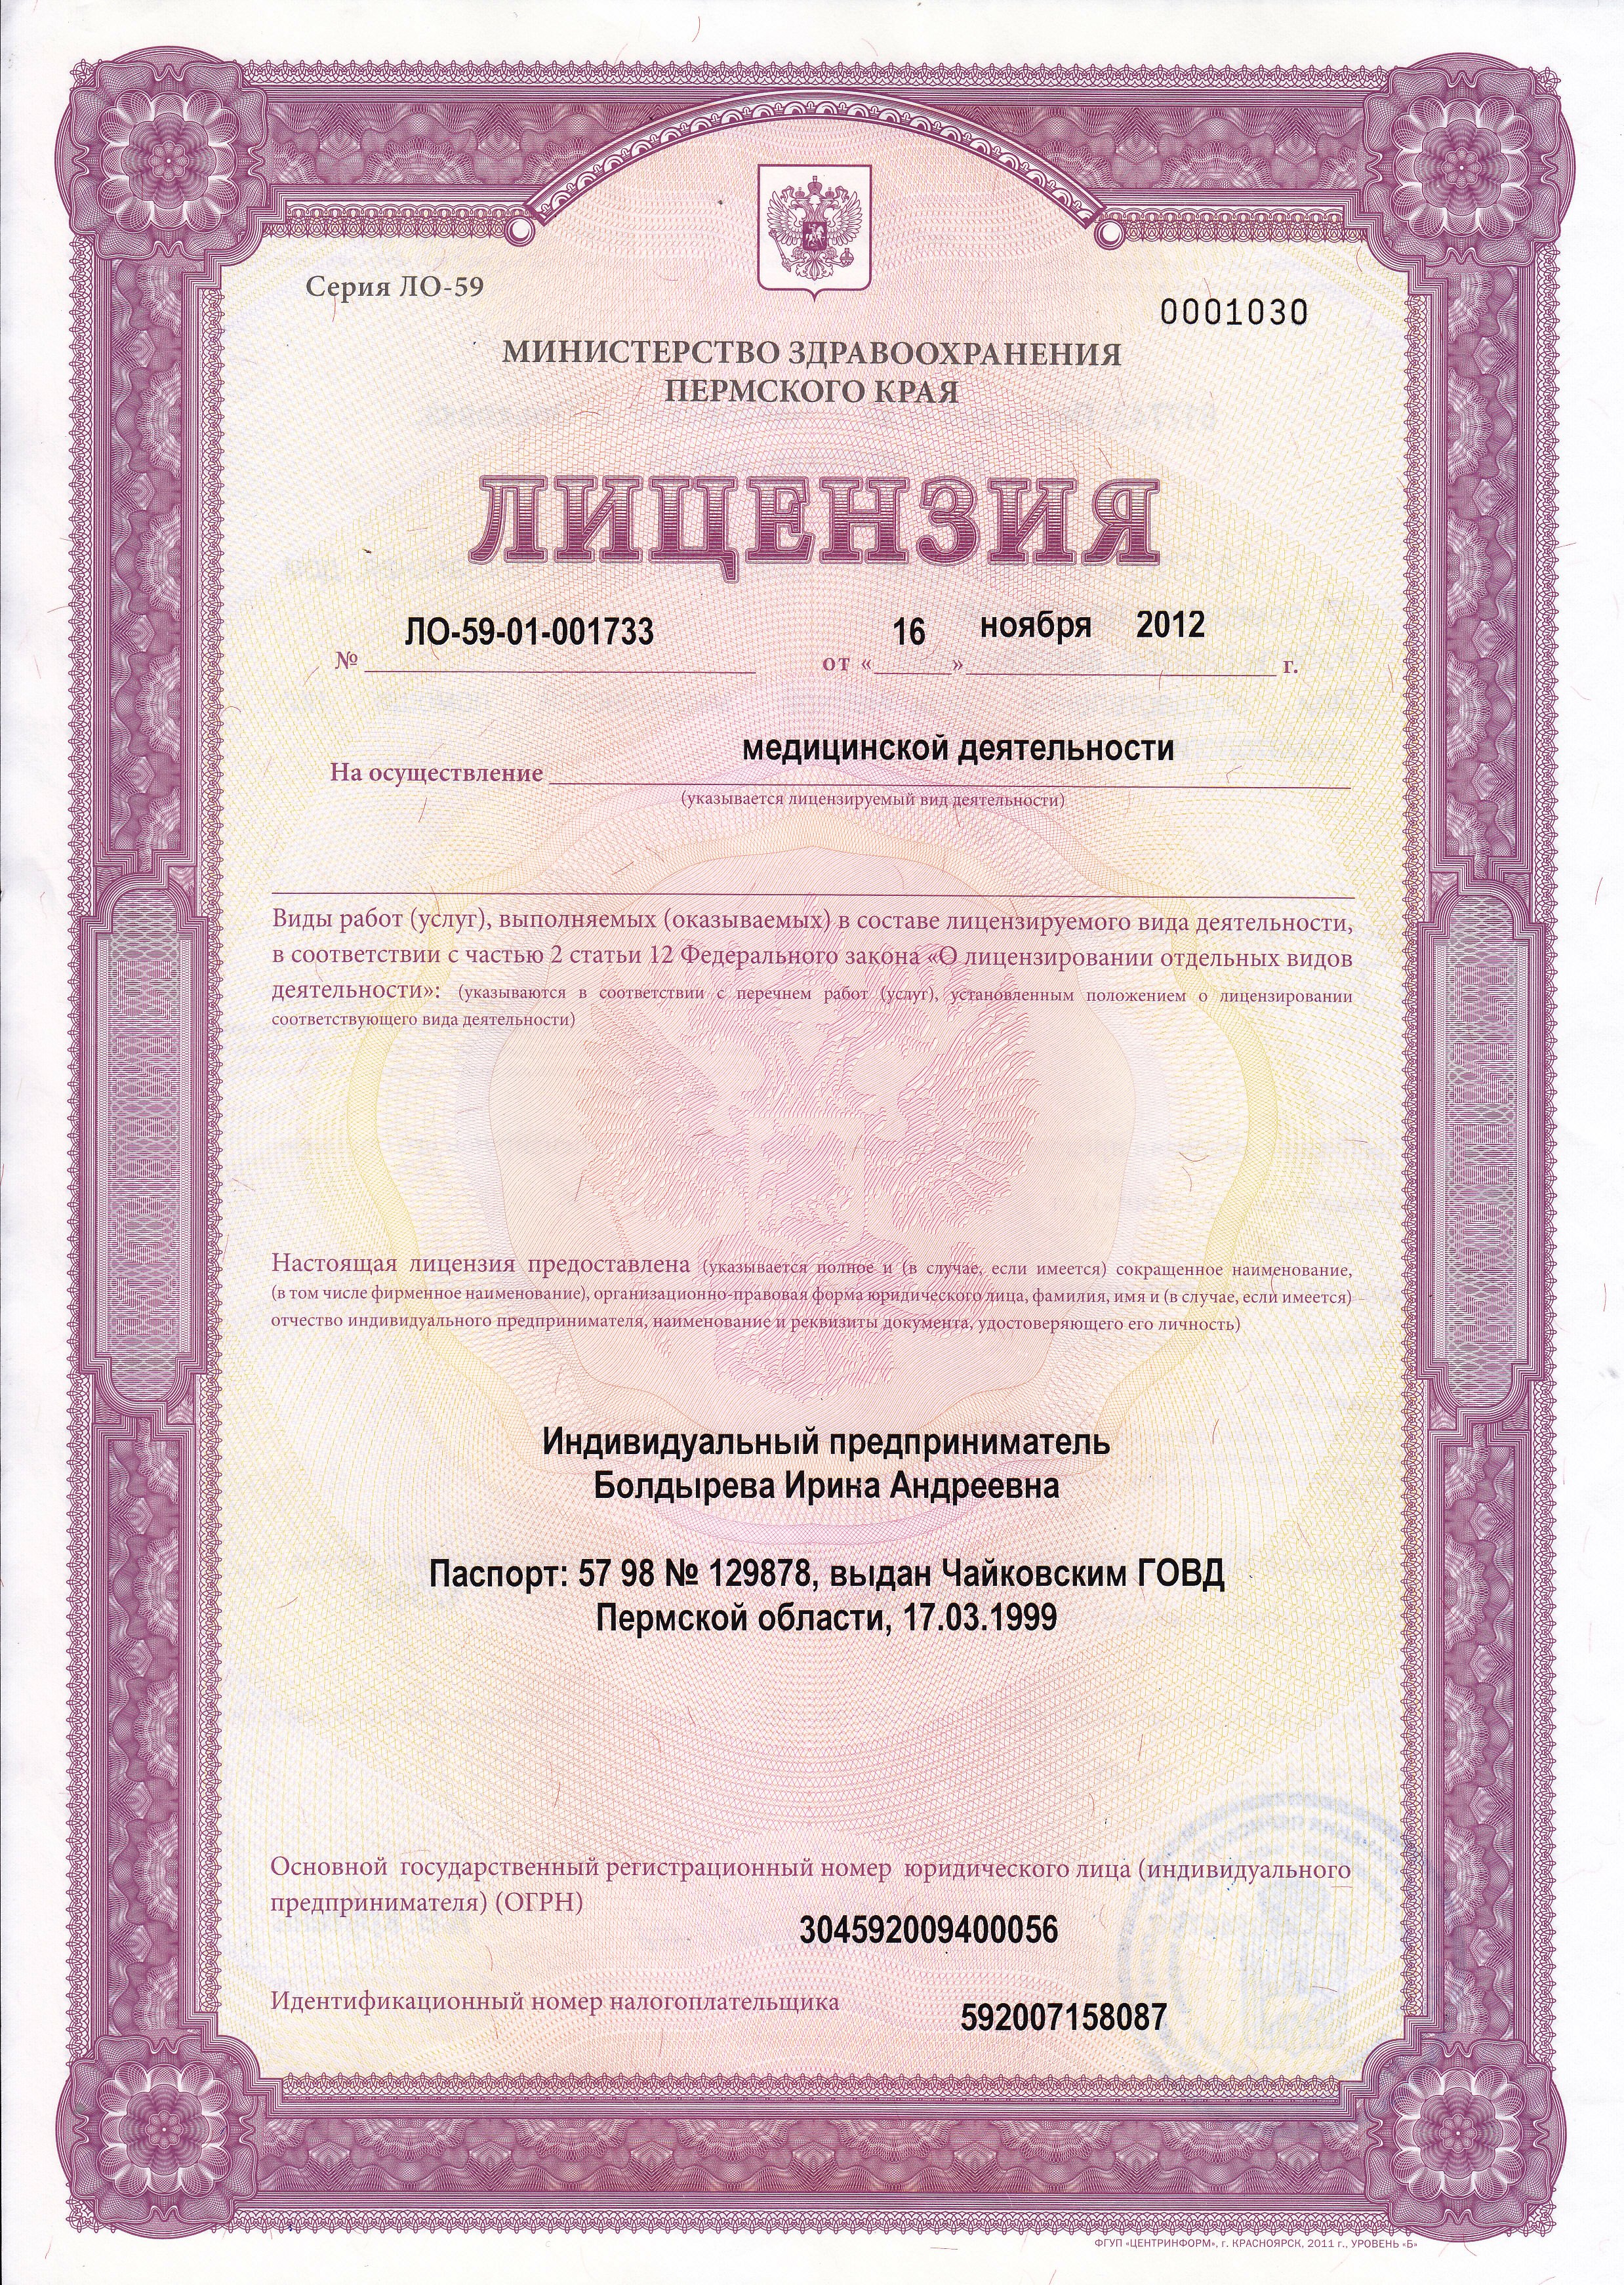 Серия ЛО-59
0001030
МИНИСТЕРСТВО ЗДРАВООХРАНЕНИЯ
ПЕРМСКОГО КРАЯ
ЛИЦЕНЗИЯ
№ ЛО-59-01-001733 от « 16 » ноября 2012 г.
На осуществление медицинской деятельности
(указывается лицензируемый вид деятельности)
Виды работ (услуг), выполняемых (оказываемых) в составе лицензируемого вида деятельности,
в соответствии с частью 2 статьи 12 Федерального закона «О лицензировании отдельных видов
деятельности»: (указываются в соответствии с перечнем работ (услуг), установленным положением о лицензировании
соответствующего вида деятельности)
Настоящая лицензия предоставлена (указывается полное и (в случае, если имеется) сокращенное наименование,
(в том числе фирменное наименование), организационно-правовая форма юридического лица, фамилия, имя и (в случае, если имеется)
отчество индивидуального предпринимателя, наименование и реквизиты документа, удостоверяющего его личность)
Индивидуальный предприниматель
Болдырева Ирина Андреевна
Паспорт: 57 98 № 129878, выдан Чайковским ГОВД
Пермской области, 17.03.1999
Основной государственный регистрационный номер юридического лица (индивидуального
предпринимателя) (ОГРН)
304592009400056
Идентификационный номер налогоплательщика 592007158087
ФГУП «ЦЕНТРИНФОРМ», г. КРАСНОЯРСК, 2011 г., УРОВЕНЬ «Б»